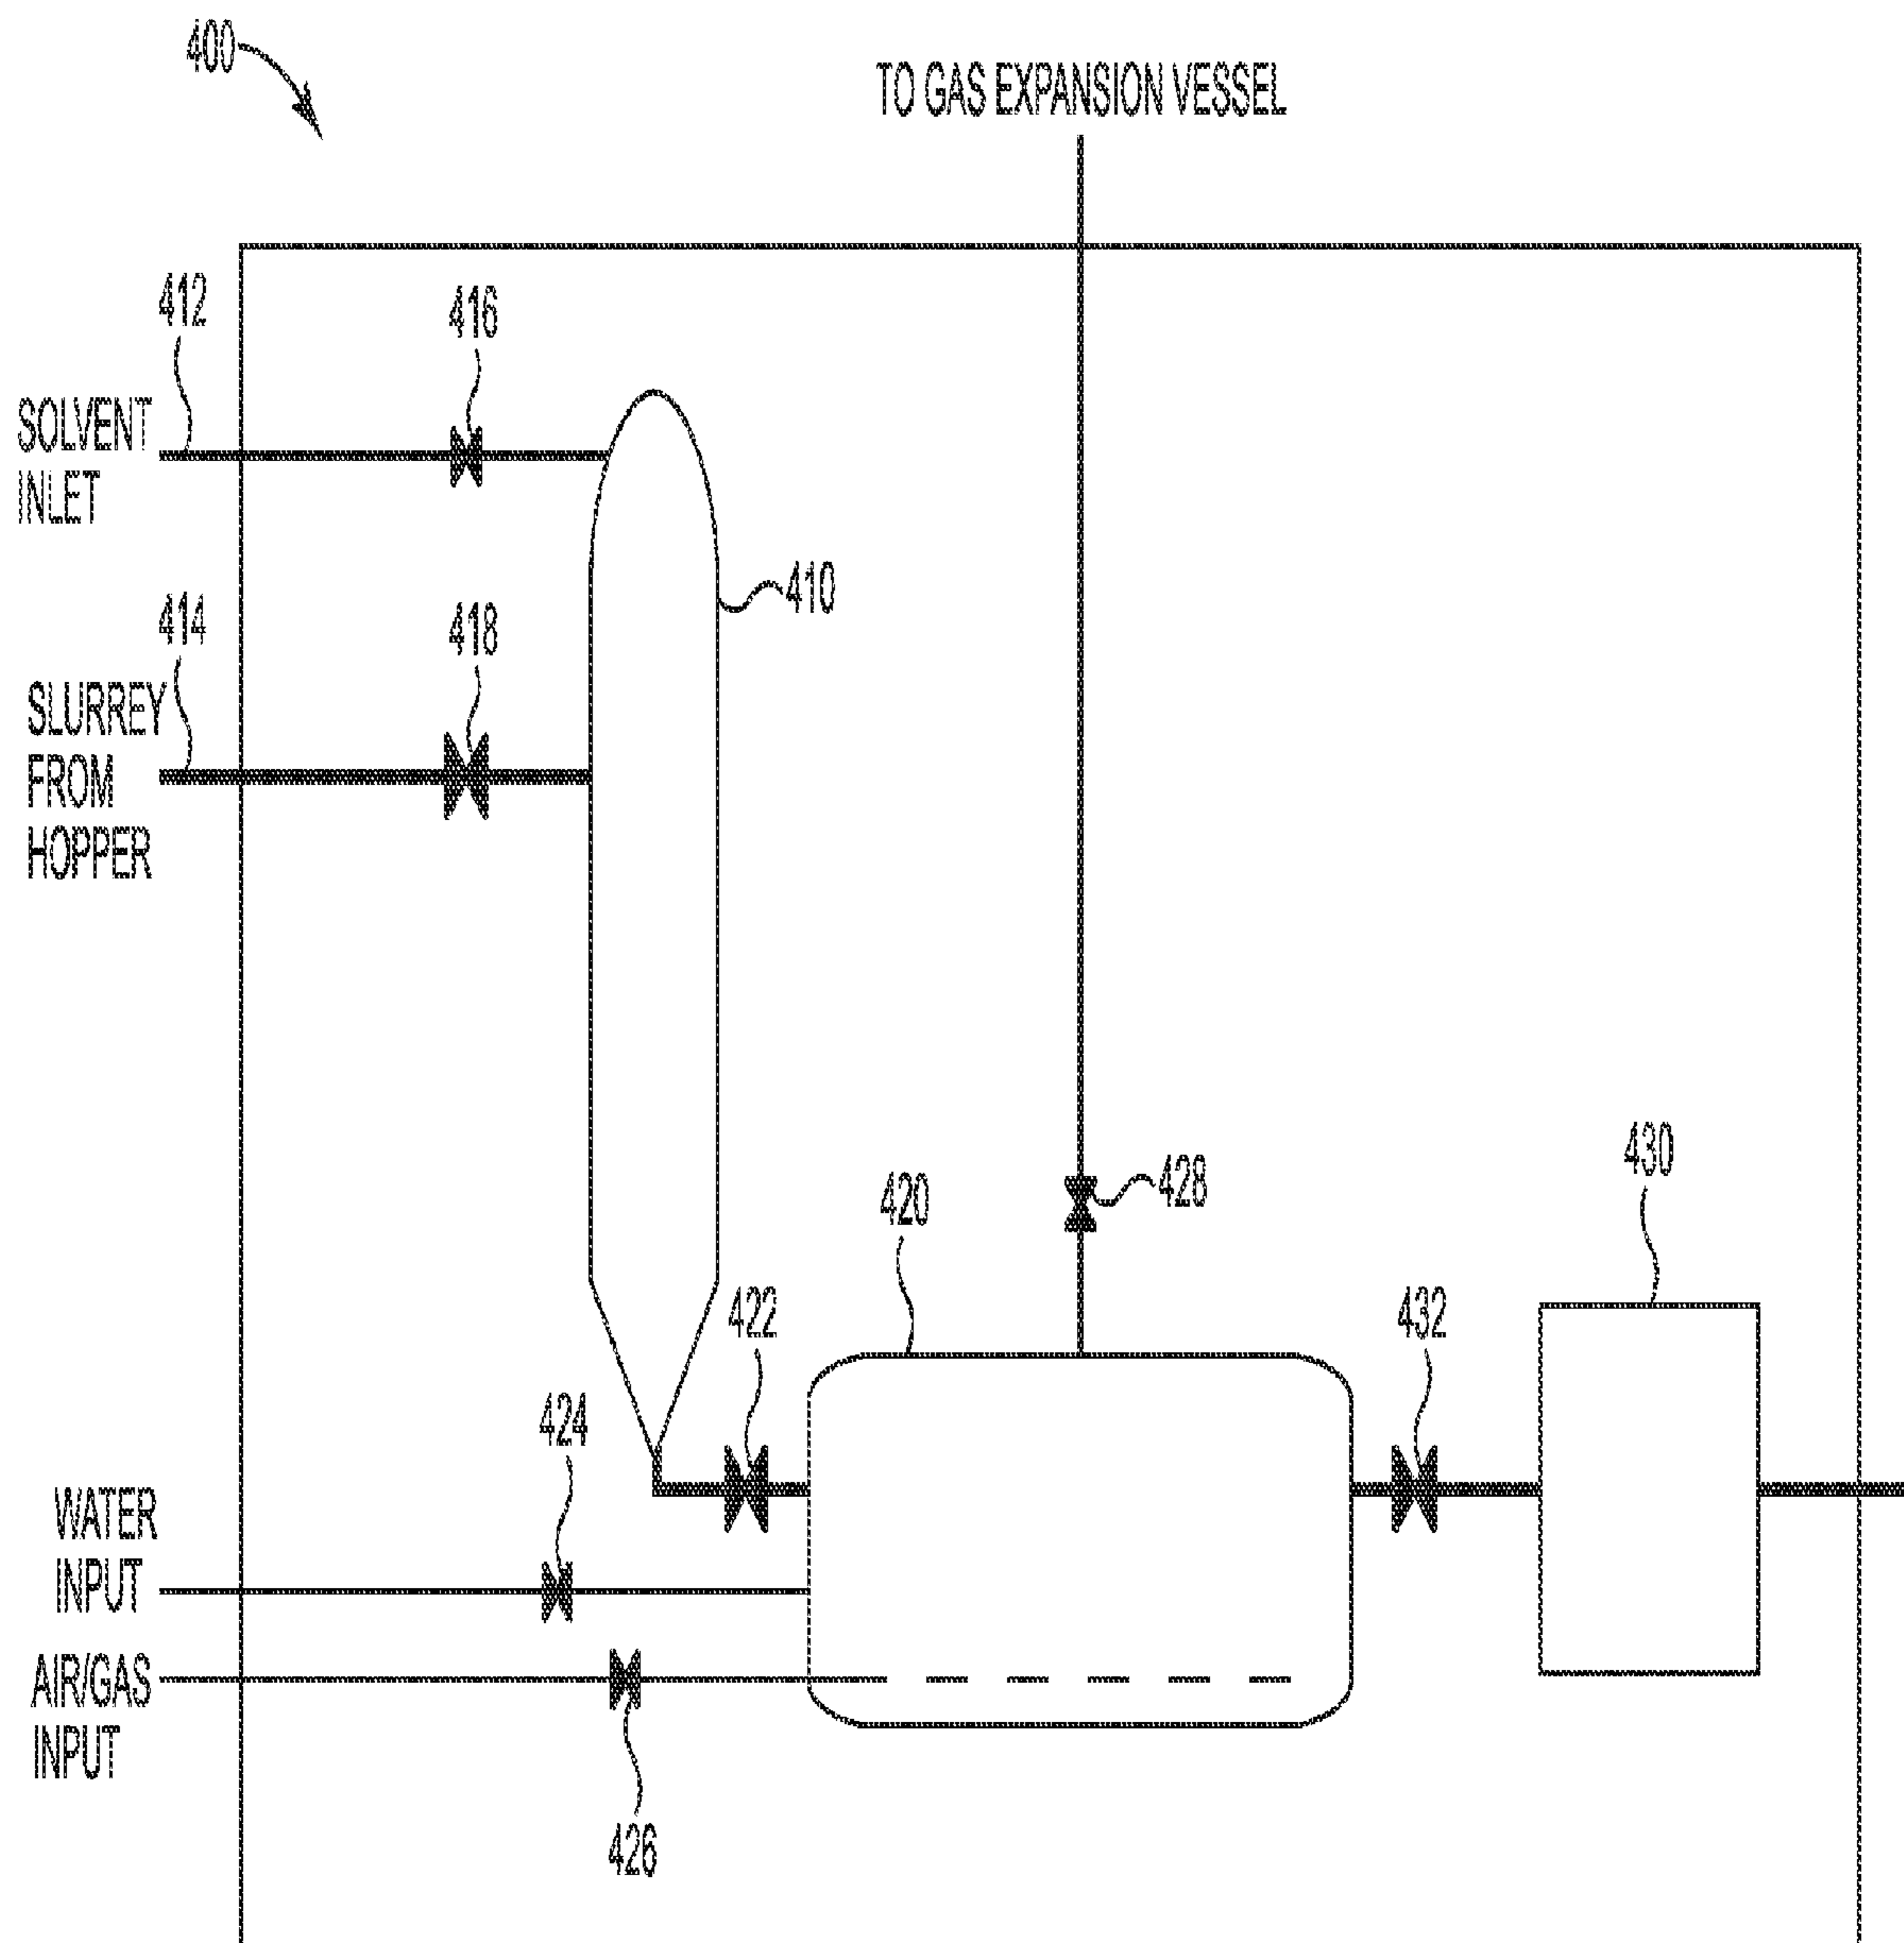 400
TO GAS EXPANSION VESSEL
412
416
SOLVENT
INLET
410
414
418
SLURREY
FROM
HOPPER
430
420
428
422
432
424
WATER
INPUT
AIR/GAS
INPUT
426